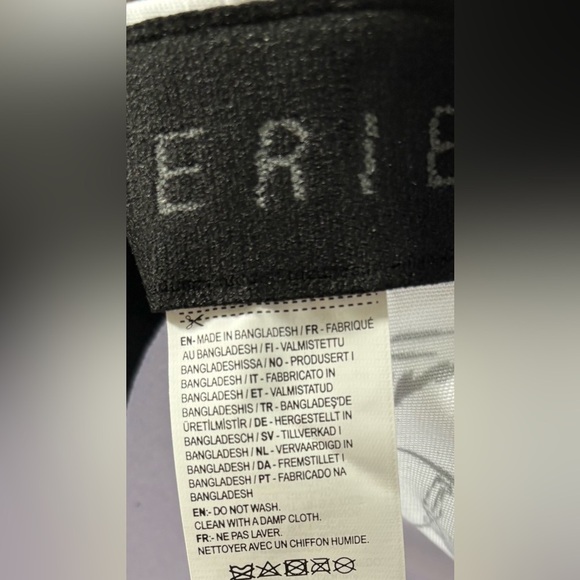 ERIE
EN- MADE IN BANGLADESH / FR - FABRIQUÉ
AU BANGLADESH / FI - VALMISTETTU
BANGLADESHISSA / NO - PRODUSERT I
BANGLADESH / IT - FABBRICATO IN
BANGLADESH / ET - VALMISTATUD
BANGLADESHIS / TR - BANGLADEŞ'DE
ÜRETİLMİSTİR / DE - HERGESTELLT IN
BANGLADESCH / SV - TILLVERKAD I
BANGLADESH / NL - VERVAARDIGD IN
BANGLADESH / DA - FREMSTILLET I
BANGLADESH / PT - FABRICADO NA
BANGLADESH
EN:- DO NOT WASH.
CLEAN WITH A DAMP CLOTH.
FR:- NE PAS LAVER.
NETTOYER AVEC UN CHIFFON HUMIDE.